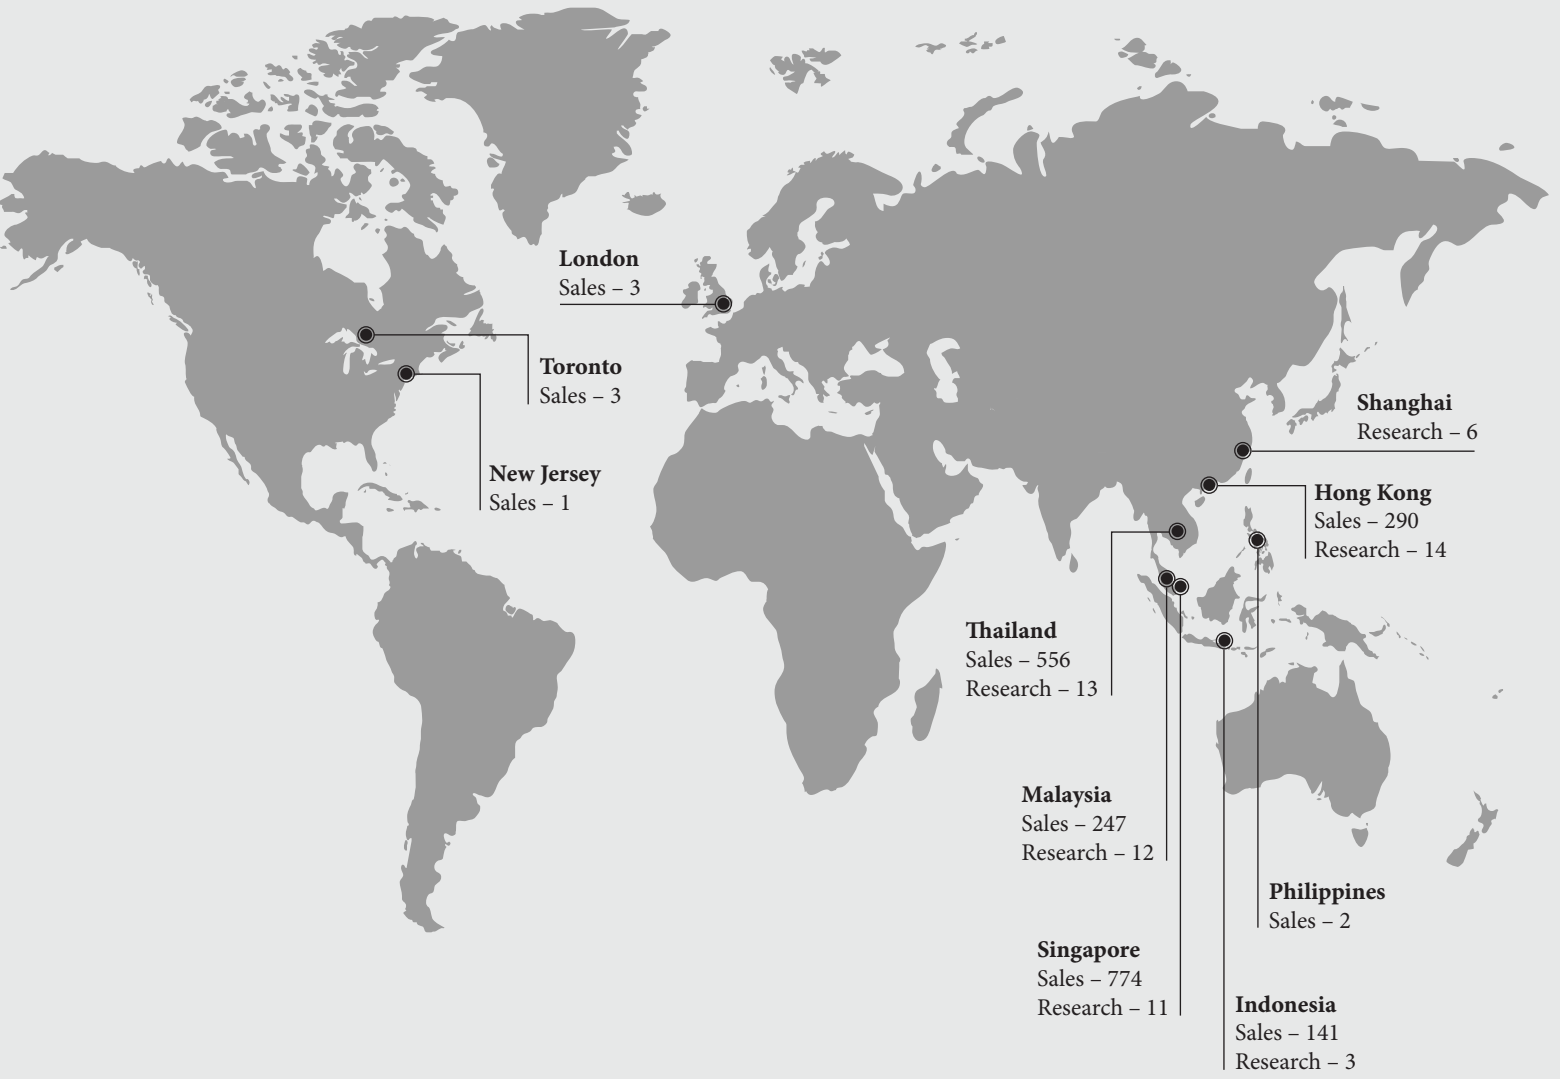 London
Sales – 3
Toronto
Sales – 3
New Jersey
Sales – 1
Shanghai
Research – 6
Hong Kong
Sales – 290
Research – 14
Thailand
Sales – 556
Research – 13
Malaysia
Sales – 247
Research – 12
Philippines
Sales – 2
Singapore
Sales – 774
Research – 11
Indonesia
Sales – 141
Research – 3